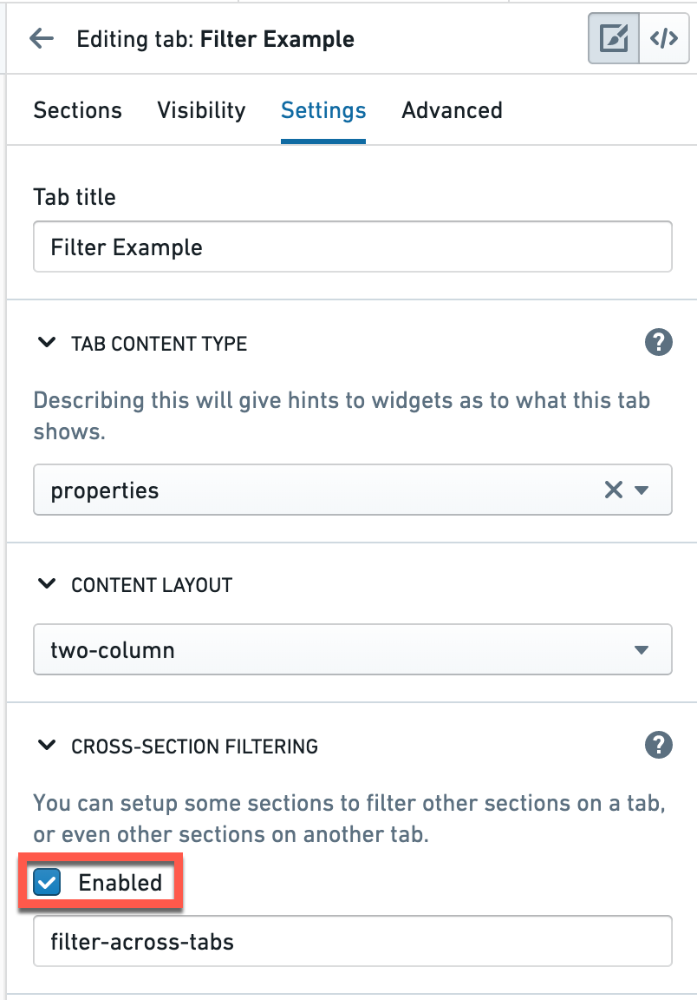 Editing tab: Filter Example
Sections Visibility Settings Advanced
Tab title
Filter Example
TAB CONTENT TYPE
Describing this will give hints to widgets as to what this tab
shows.
properties
CONTENT LAYOUT
two-column
CROSS-SECTION FILTERING
You can setup some sections to filter other sections on a tab,
or even other sections on another tab.
Enabled
filter-across-tabs